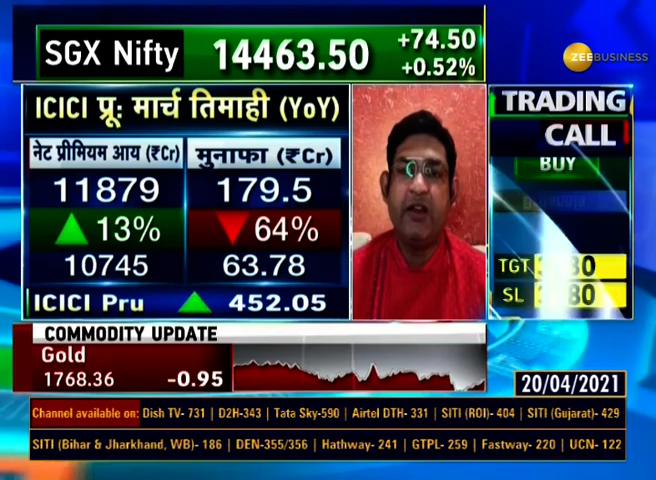 SGX Nifty 14463.50 +74.50
+0.52%
ZEEBUSINESS
ICICI प्रू: मार्च तिमाही (YoY)
नेट प्रीमियम आय (₹Cr) मुनाफा (₹Cr)
11879 179.5
13% 64%
10745 63.78
ICICI Pru 452.05
TRADING
CALL
BUY
TGT
SL
COMMODITY UPDATE
Gold
1768.36 -0.95
20/04/2021
Channel available on: Dish TV- 731 | D2H-343 | Tata Sky-590 | Airtel DTH- 331 | SITI (ROI)- 404 | SITI (Gujarat)- 429
SITI (Bihar & Jharkhand, WB)- 186 | DEN-355/356 | Hathway- 241 | GTPL- 259 | Fastway- 220 | UCN- 122